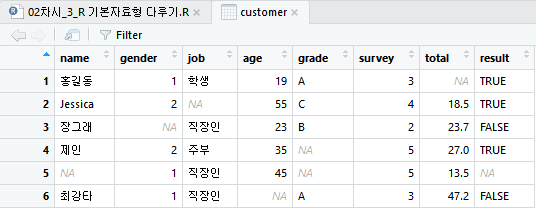 02차시_3_R 기본자료형 다루기.R customer
Filter
name gender job age grade survey total result
1 홍길동 1 학생 19 A 3 NA TRUE
2 Jessica 2 NA 55 C 4 18.5 TRUE
3 장그래 NA 직장인 23 B 2 23.7 FALSE
4 제인 2 주부 35 NA 5 27.0 TRUE
5 NA 1 직장인 45 NA 5 13.5 NA
6 최강타 1 직장인 NA A 3 47.2 FALSE